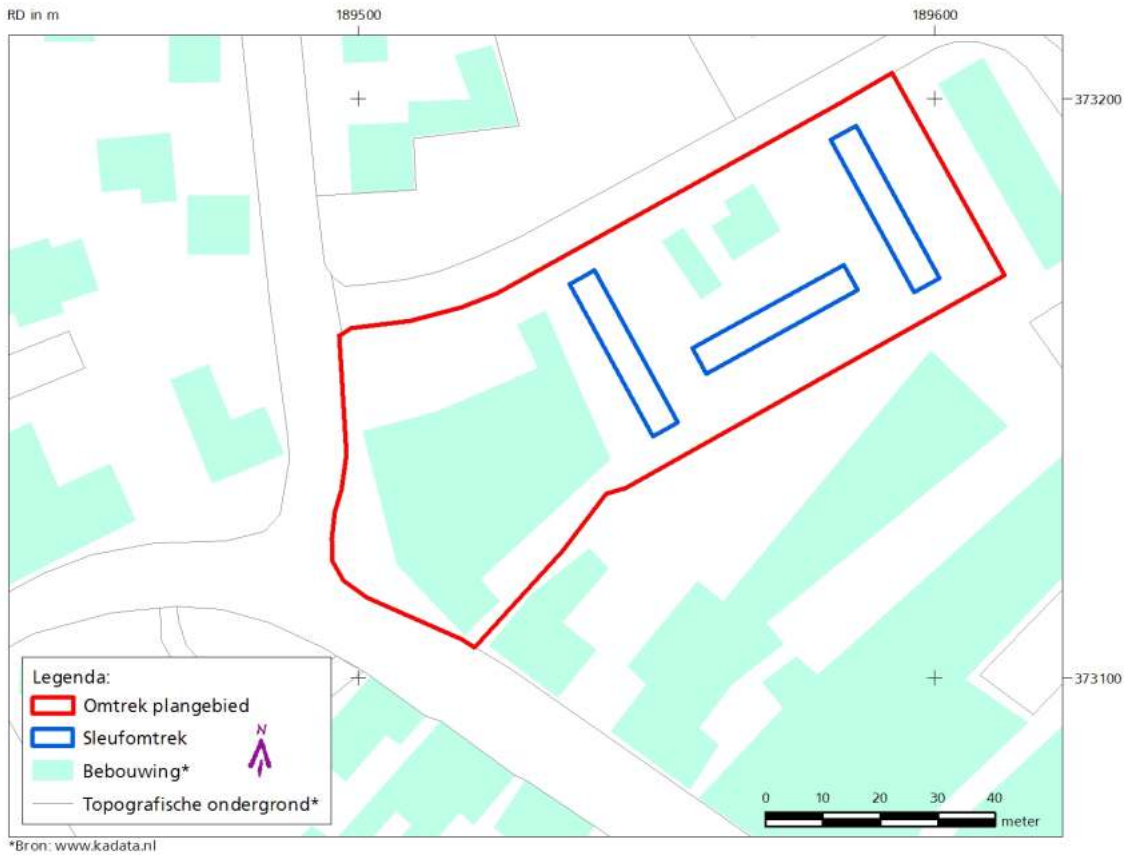 RD in m
189500
189600
373200
373100
Legenda:
Omtrek plangebied
Sleufomtrek
N
Bebouwing*
Topografische ondergrond*
0 10 20 30 40
meter
*Bron: www.kadata.nl